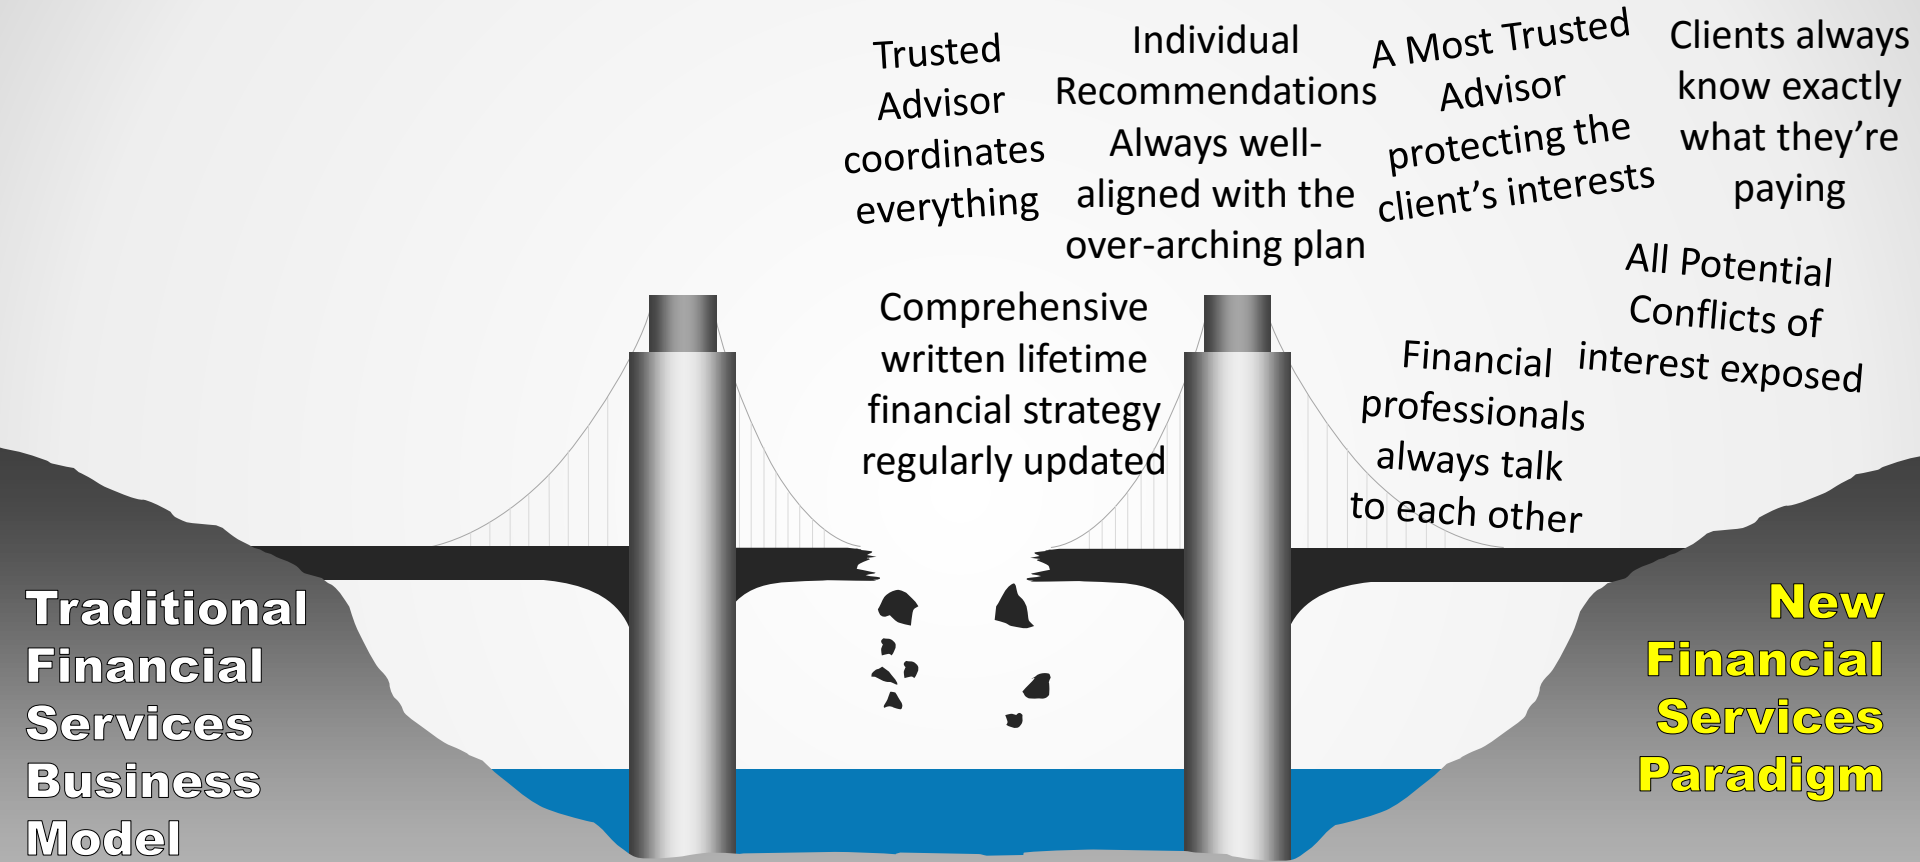 Trusted
Advisor
coordinates
everything
Individual
Recommendations
Always well-
aligned with the
over-arching plan
A Most Trusted
Advisor
protecting the
client's interests
Clients always
know exactly
what they're
paying
Comprehensive
written lifetime
financial strategy
regularly updated
Financial
professionals
always talk
to each other
All Potential
Conflicts of
interest exposed
Traditional
Financial
Services
Business
Model
New
Financial
Services
Paradigm